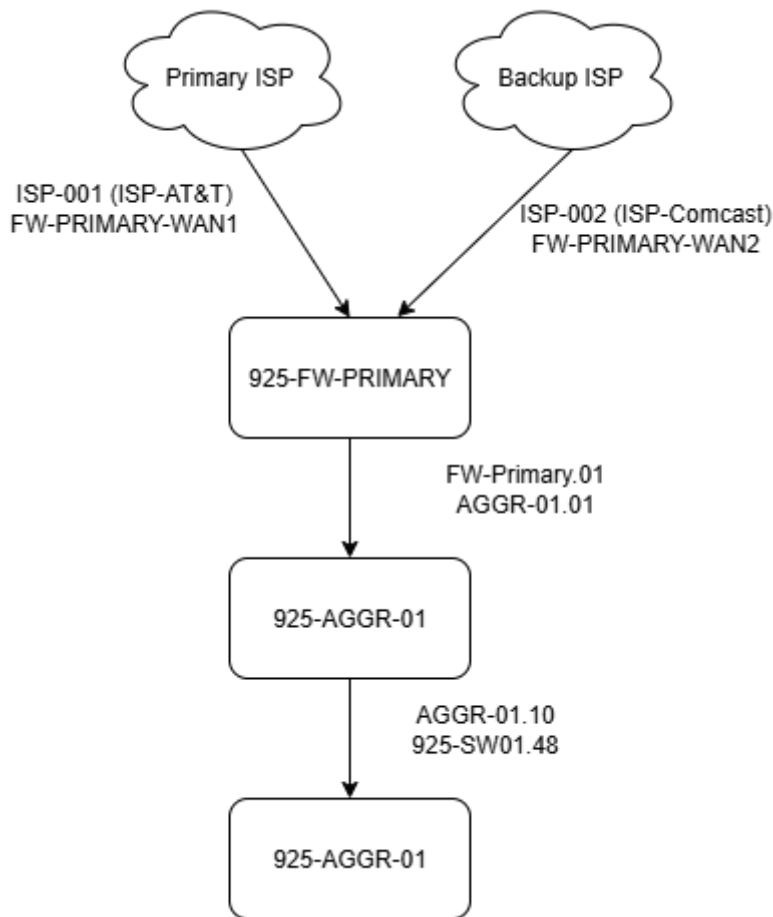 Primary ISP
Backup ISP
ISP-001 (ISP-AT&T)
FW-PRIMARY-WAN1
ISP-002 (ISP-Comcast)
FW-PRIMARY-WAN2
925-FW-PRIMARY
FW-Primary.01
AGGR-01.01
925-AGGR-01
AGGR-01.10
925-SW01.48
925-AGGR-01